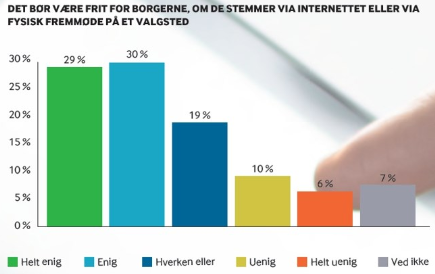 DET BØR VÆRE FRIT FOR BORGERNE, OM DE STEMMER VIA INTERNETTET ELLER VIA
FYSISK FREMMØDE PÅ ET VALGSTED
30 %
25 %
20 %
15 %
10 %
5 %
0 %
29 %
30 %
19 %
10 %
6 %
7 %
Helt enig
Enig
Hverken eller
Uenig
Helt uenig
Ved ikke